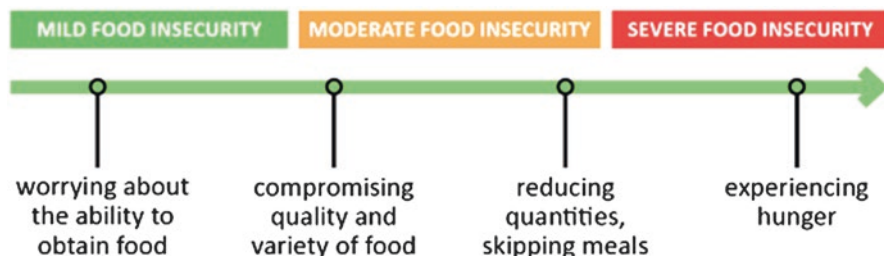 MILD FOOD INSECURITY
MODERATE FOOD INSECURITY
SEVERE FOOD INSECURITY
worrying about
the ability to
obtain food
compromising
quality and
variety of food
reducing
quantities,
skipping meals
experiencing
hunger